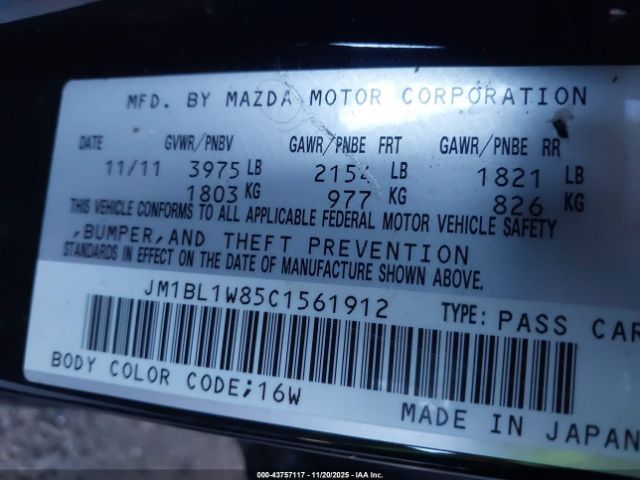 MFD. BY MAZDA MOTOR CORPORATION
DATE GVWR/PNBV GAWR/PNBE FRT GAWR/PNBE RR
11/11 3975 LB 2154 LB 1821 LB
1803 KG 977 KG 826 KG
THIS VEHICLE CONFORMS TO ALL APPLICABLE FEDERAL MOTOR VEHICLE SAFETY
,BUMPER,AND THEFT PREVENTION
STANDARDS IN EFFECT ON THE DATE OF MANUFACTURE SHOWN ABOVE.
JM1BL1W85C1561912 TYPE: PASS CAR
BODY COLOR CODE;16W
MADE IN JAPAN
000-43757117 - 11/20/2025 - IAAI, Inc.